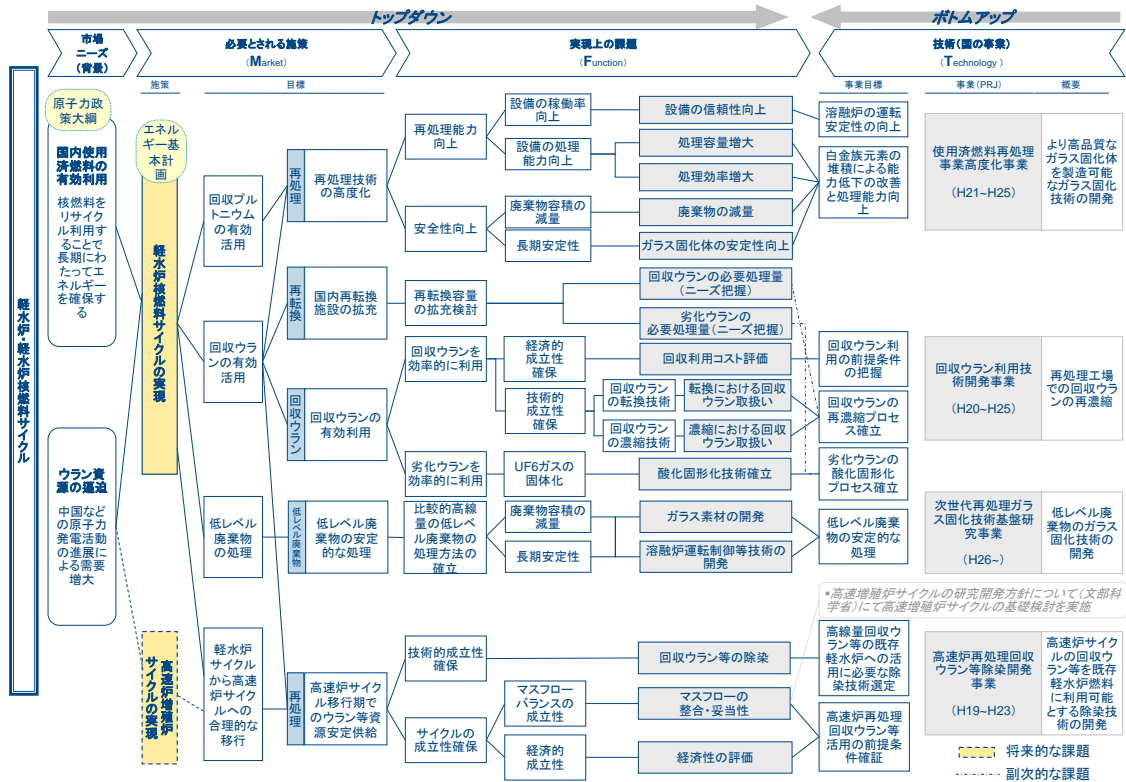 トップダウン
ボトムアップ
市場
ニーズ
(背景)
必要とされる施策
(Market)
実現上の課題
(Function)
技術(国の事業)
(Technology)
施策
目標
事業目標
事業(PRJ)
概要
軽水炉・軽水炉核燃料サイクル
原子力政
策大綱
国内使用
済燃料の
有効利用
核燃料を
リサイク
ル利用す
ることで
長期にわ
たってエ
ネルギー
を確保す
る
ウラン資
源の逼迫
中国など
の原子力
発電活動
の進展に
よる需要
増大
エネル
ギー基
本計
画
軽水炉核燃料サイクルの実現
高速炉増殖炉
サイクルの実現
回収プル
トニウム
の有効
活用
回収ウラ
ンの有効
活用
低レベル
廃棄物
の処理
軽水炉
サイクル
から高速
炉サイク
ルへの
合理的な
移行
再処理
再処理技術
の高度化
再転換
国内再転換
施設の拡充
回収ウラン
回収ウランの
有効利用
低レベル廃棄物
低レベル廃
棄物の安定
的な処理
再処理
高速炉サイクル
移行期で
のウラン等資
源安定供給
再処理能力
向上
安全性向上
再転換容量
の拡充検討
回収ウランを
効率的に利用
劣化ウランを
効率的に利用
比較的高線
量の低レベ
ル廃棄物の
処理方法の
確立
技術的成立性
確保
サイクルの
成立性確保
設備の稼働率
向上
設備の処理
能力向上
廃棄物容積の
減量
長期安定性
経済的
成立性
確保
技術的
成立性
確保
回収ウラン
の転換技術
回収ウラン
の濃縮技術
UF6ガスの
固体化
廃棄物容積
の減量
長期安定性
マスフロー
バランスの
成立性
経済的
成立性
設備の信頼性向上
処理容量増大
処理効率増大
廃棄物の減量
ガラス固化体の安定性向上
回収ウランの必要処理量
(ニーズ把握)
劣化ウランの
必要処理量(ニーズ把握)
回収利用コスト評価
転換における回収
ウラン取扱い
濃縮における回収
ウラン取扱い
酸化固形化技術確立
ガラス素材の開発
溶融炉運転制御等技術の
開発
回収ウラン等の除染
マスフローの
整合・妥当性
経済性の評価
溶融炉の運転
安定性の向上
白金族元素の
堆積による能
力低下の改善
と処理能力向
上
回収ウラン利
用の前提条件
の把握
回収ウランの
再濃縮プロセ
ス確立
劣化ウランの
酸化固形化
プロセス確立
低レベル廃棄
物の安定的な
処理
•高速増殖炉サイクルの研究開発方針について(文部科
学省)にて高速増殖炉サイクルの基礎検討を実施
高線量回収ウ
ラン等の既存
軽水炉への活
用に必要な除
染技術選定
高速炉再処理
回収ウラン等
活用の前提条
件確証
使用済燃料再処理
事業高度化事業
(H21~H25)
より高品質な
ガラス固化体
を製造可能
なガラス固化
技術の開発
回収ウラン利用技
術開発事業
(H20~H25)
再処理工場
での回収ウラ
ンの再濃縮
次世代再処理ガラ
ス固化技術基盤研
究事業
(H26~)
低レベル廃
棄物のガラス
固化技術の
開発
高速炉再処理回収
ウラン等除染開発
事業
(H19~H23)
高速炉サイク
ルの回収ウラ
ン等を既存
軽水炉燃料
に利用可能
とする除染技
術の開発
将来的な課題
副次的な課題